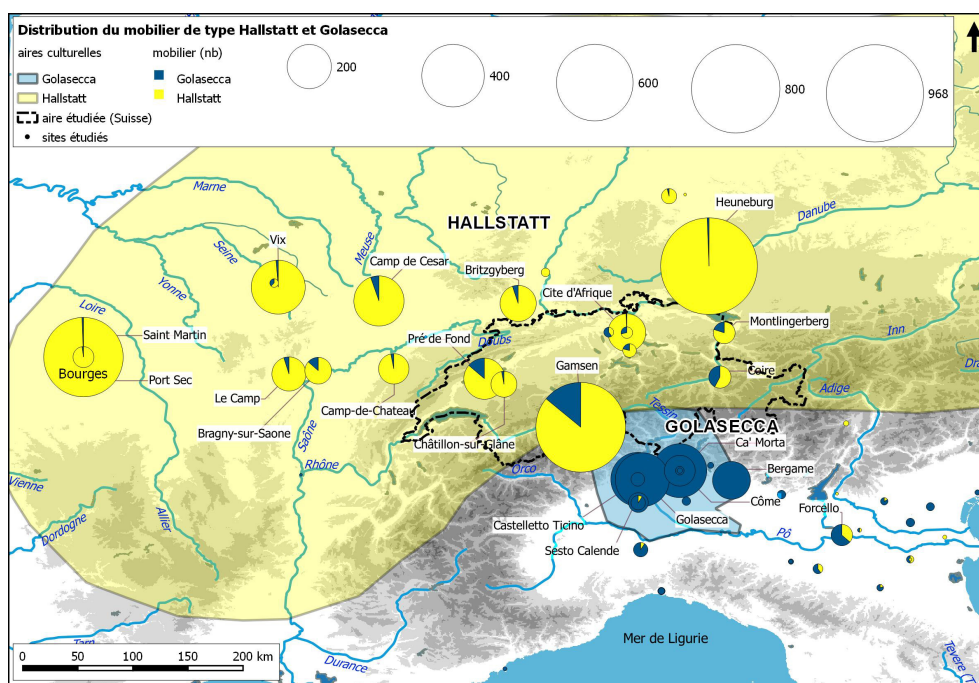 Distribution du mobilier de type Hallstatt et Golasecca
aires culturelles
mobilier (nb)
Golasecca
Hallstatt
aire étudiée (Suisse)
sites étudiés
Golasecca
Hallstatt
200
400
600
800
968
HALLSTATT
Marne
Seine
Yonne
Meuse
Loire
Vix
Camp de Cesar
Britzgyberg
Heuneburg
Danube
Cite d'Afrique
Montlingerberg
Inn
Saint Martin
Bourges
Port Sec
Doubs
Pré de Fond
Gamsen
Coire
Adige
Le Camp
Bragny-sur-Saone
Camp-de-Chateau
Châtillon-sur-Glâne
Saône
Rhône
Tessin
GOLASECCA
Ca' Morta
Bergame
Côme
Orco
Vienne
Dordogne
Allier
Castelletto Ticino
Golasecca
Sesto Calende
Forcello
Pô
Mer de Ligurie
Tarn
Durance
0 50 100 150 200 km